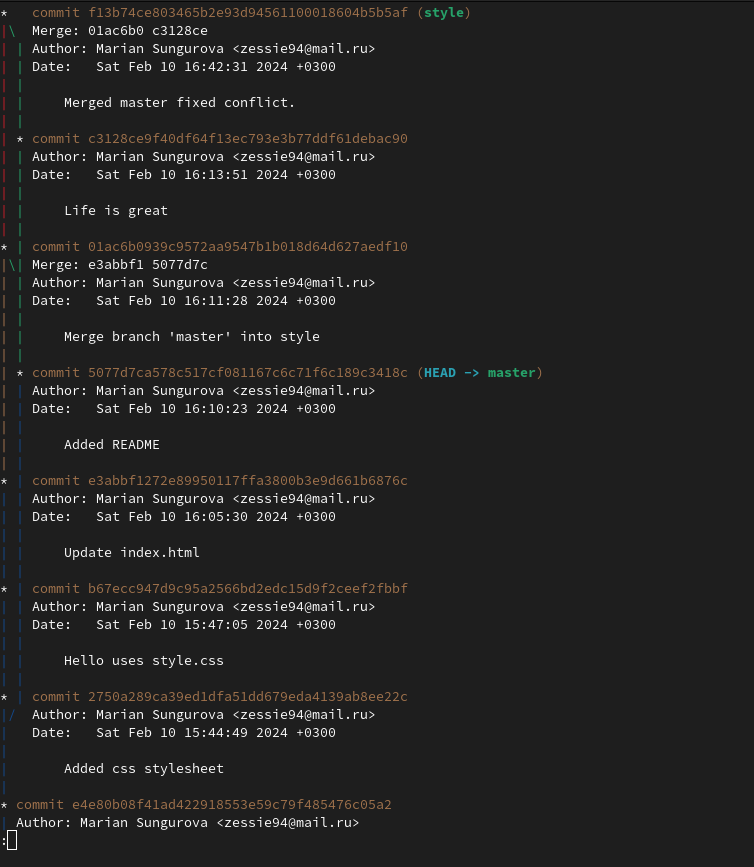 * commit f13b74ce803465b2e93d94561100018604b5b5af (style)
|\ Merge: 01ac6b0 c3128ce
| | Author: Marian Sungurova <zessie94@mail.ru>
| | Date: Sat Feb 10 16:42:31 2024 +0300
| |
| | Merged master fixed conflict.
| |
| * commit c3128ce9f40df64f13ec793e3b77ddf61debac90
| | Author: Marian Sungurova <zessie94@mail.ru>
| | Date: Sat Feb 10 16:13:51 2024 +0300
| |
| | Life is great
| |
* | commit 01ac6b0939c9572aa9547b1b018d64d627aedf10
|\| Merge: e3abbf1 5077d7c
| | Author: Marian Sungurova <zessie94@mail.ru>
| | Date: Sat Feb 10 16:11:28 2024 +0300
| |
| | Merge branch 'master' into style
| |
| * commit 5077d7ca578c517cf081167c6c71f6c189c3418c (HEAD -> master)
| | Author: Marian Sungurova <zessie94@mail.ru>
| | Date: Sat Feb 10 16:10:23 2024 +0300
| |
| | Added README
| |
* | commit e3abbf1272e89950117ffa3800b3e9d661b6876c
| | Author: Marian Sungurova <zessie94@mail.ru>
| | Date: Sat Feb 10 16:05:30 2024 +0300
| |
| | Update index.html
| |
* | commit b67ecc947d9c95a2566bd2edc15d9f2ceef2fbbf
| | Author: Marian Sungurova <zessie94@mail.ru>
| | Date: Sat Feb 10 15:47:05 2024 +0300
| |
| | Hello uses style.css
| |
* | commit 2750a289ca39ed1dfa51dd679eda4139ab8ee22c
|/ Author: Marian Sungurova <zessie94@mail.ru>
| Date: Sat Feb 10 15:44:49 2024 +0300
|
| Added css stylesheet
|
* commit e4e80b08f41ad422918553e59c79f485476c05a2
| Author: Marian Sungurova <zessie94@mail.ru>
: